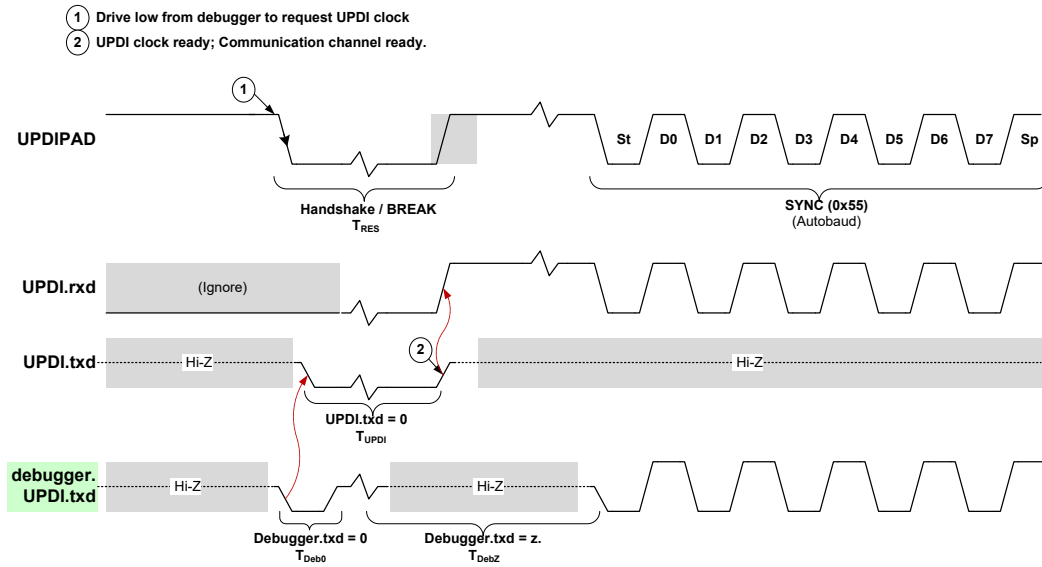 1 Drive low from debugger to request UPDI clock
2 UPDI clock ready; Communication channel ready.
1
UPDIPAD
St D0 D1 D2 D3 D4 D5 D6 D7 Sp
Handshake / BREAK
TRES
SYNC (0x55)
(Autobaud)
UPDI.rxd
(Ignore)
UPDI.txd
Hi-Z
2
Hi-Z
UPDI.txd = 0
TUPDI
debugger.
UPDI.txd
Hi-Z
Hi-Z
Debugger.txd = 0
TDeb0
Debugger.txd = z.
TDebZ